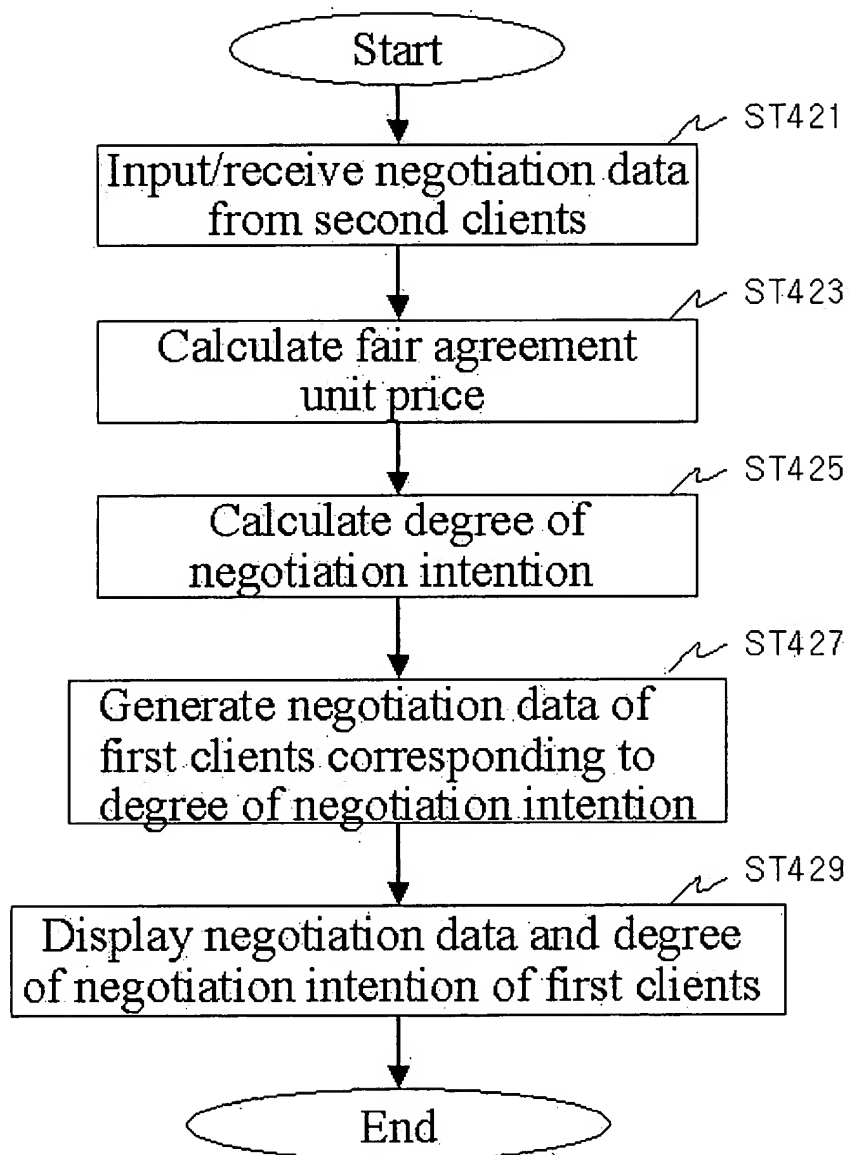 Start
ST421
Input/receive negotiation data
from second clients
ST423
Calculate fair agreement
unit price
ST425
Calculate degree of
negotiation intention
ST427
Generate negotiation data of
first clients corresponding to
degree of negotiation intention
ST429
Display negotiation data and degree
of negotiation intention of first clients
End